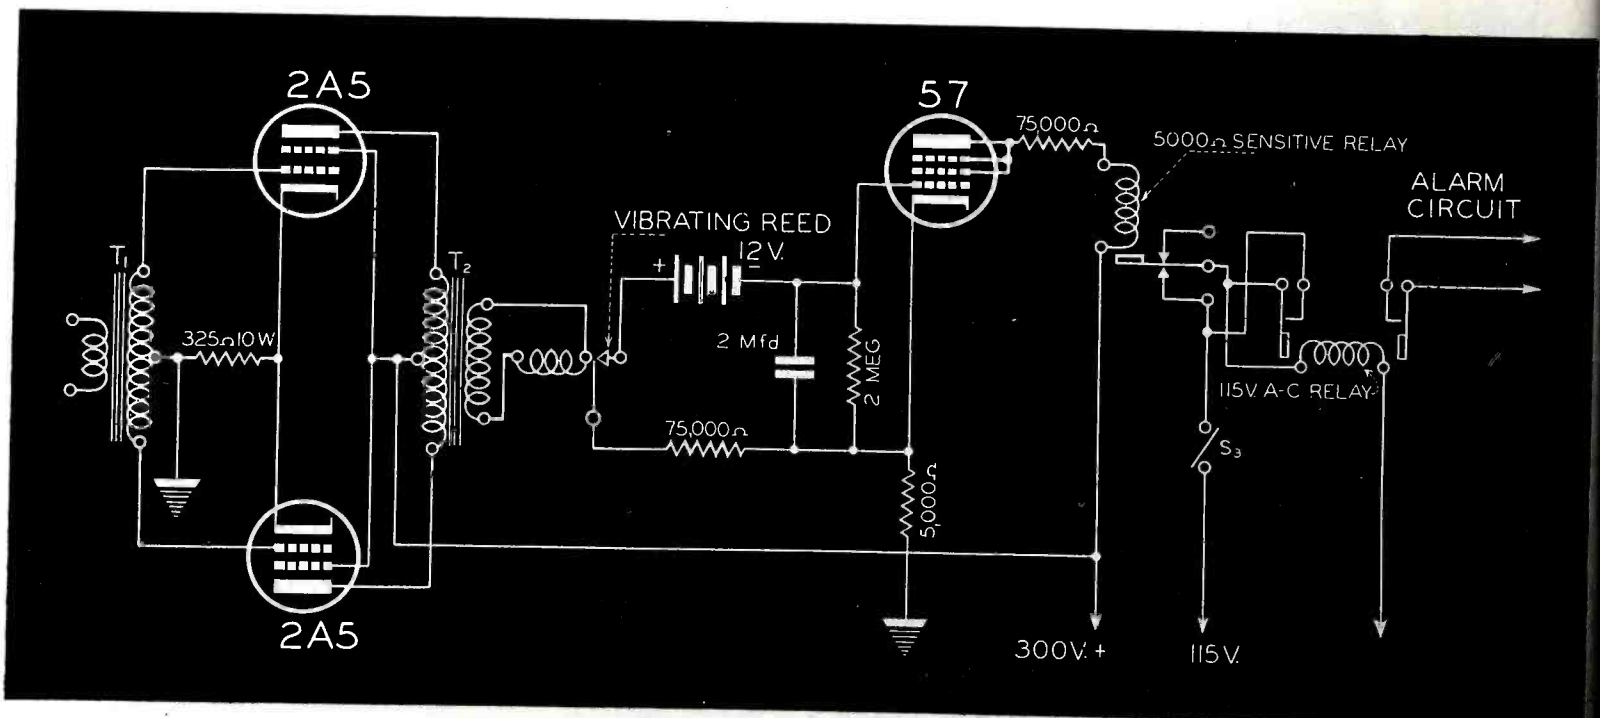 2A5
57
75,000Ω
5000Ω SENSITIVE RELAY
ALARM
CIRCUIT
VIBRATING REED
12V.
+ -
T1
T2
325Ω 10W
2 Mfd
2 MEG
115V. A-C RELAY
75,000Ω
S3
5,000Ω
2A5
300V. +
115V.